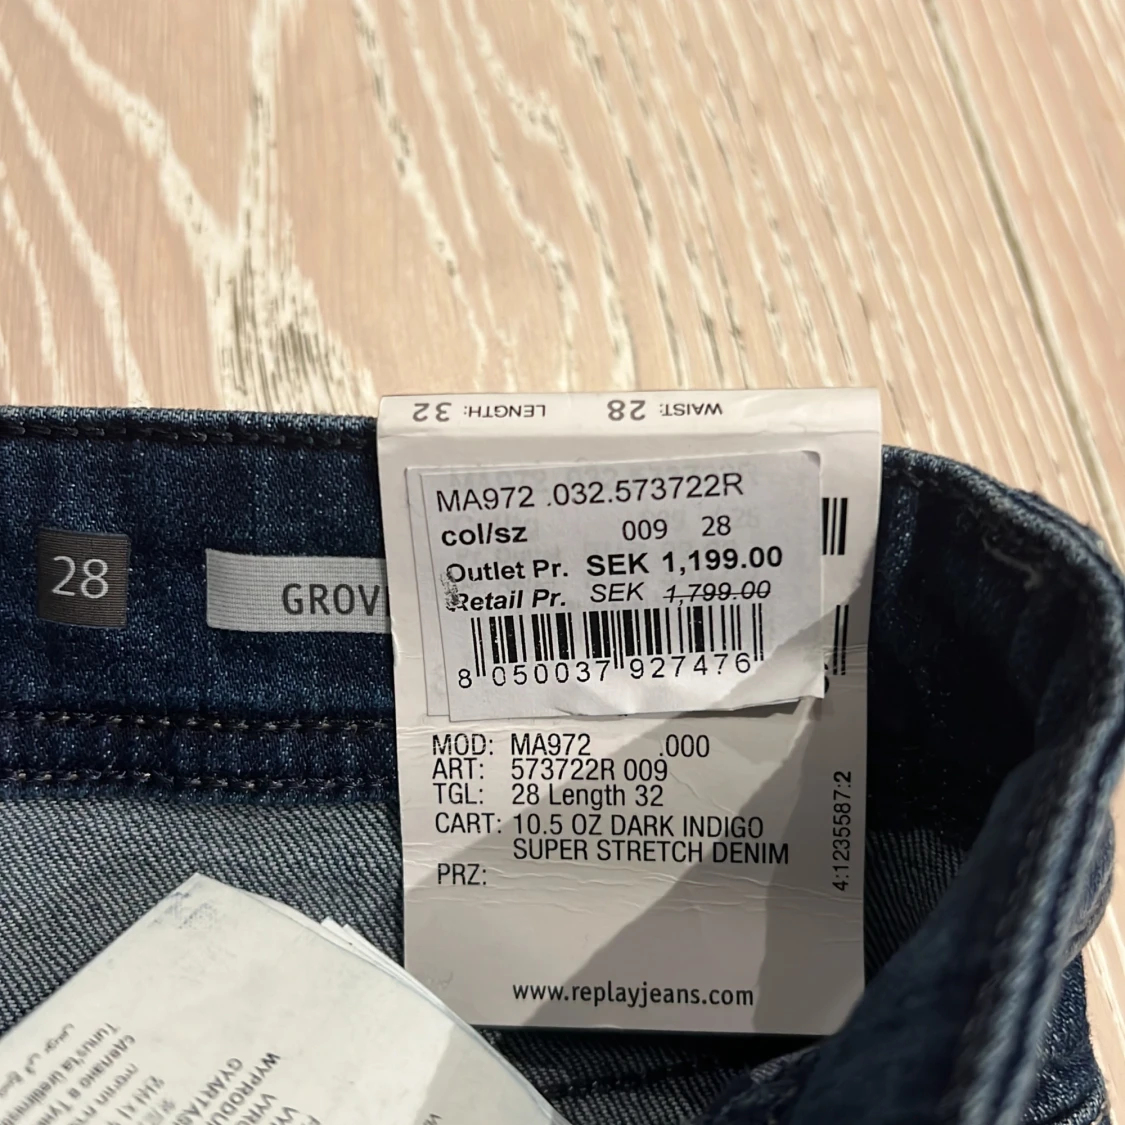 WAIST: 28 LENGTH: 32
MA972 .032.573722R
col/sz 009 28
Outlet Pr. SEK 1,199.00
Retail Pr. SEK 1,799.00
8 050037 927476
28
GROV
MOD: MA972 .000
ART: 573722R 009
TGL: 28 Length 32
CART: 10.5 OZ DARK INDIGO
SUPER STRETCH DENIM
PRZ:
4:1235587:2
www.replayjeans.com